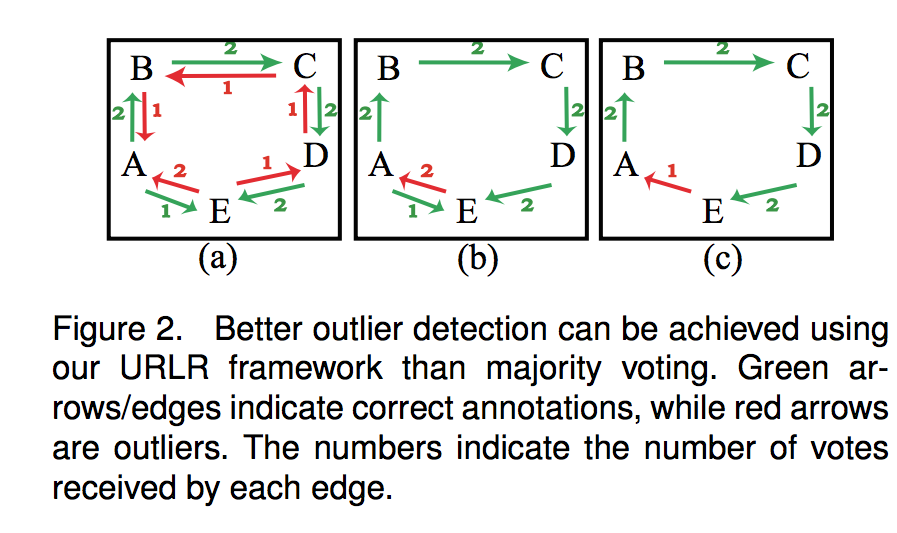 2 2 2
B C B C B C
1
2 1 1 2 2 2 2 2
A D A D A D
2 1 2 1
1 E 2 1 E 2 E 2
(a) (b) (c)
Figure 2. Better outlier detection can be achieved using
our URLR framework than majority voting. Green ar-
rows/edges indicate correct annotations, while red arrows
are outliers. The numbers indicate the number of votes
received by each edge.